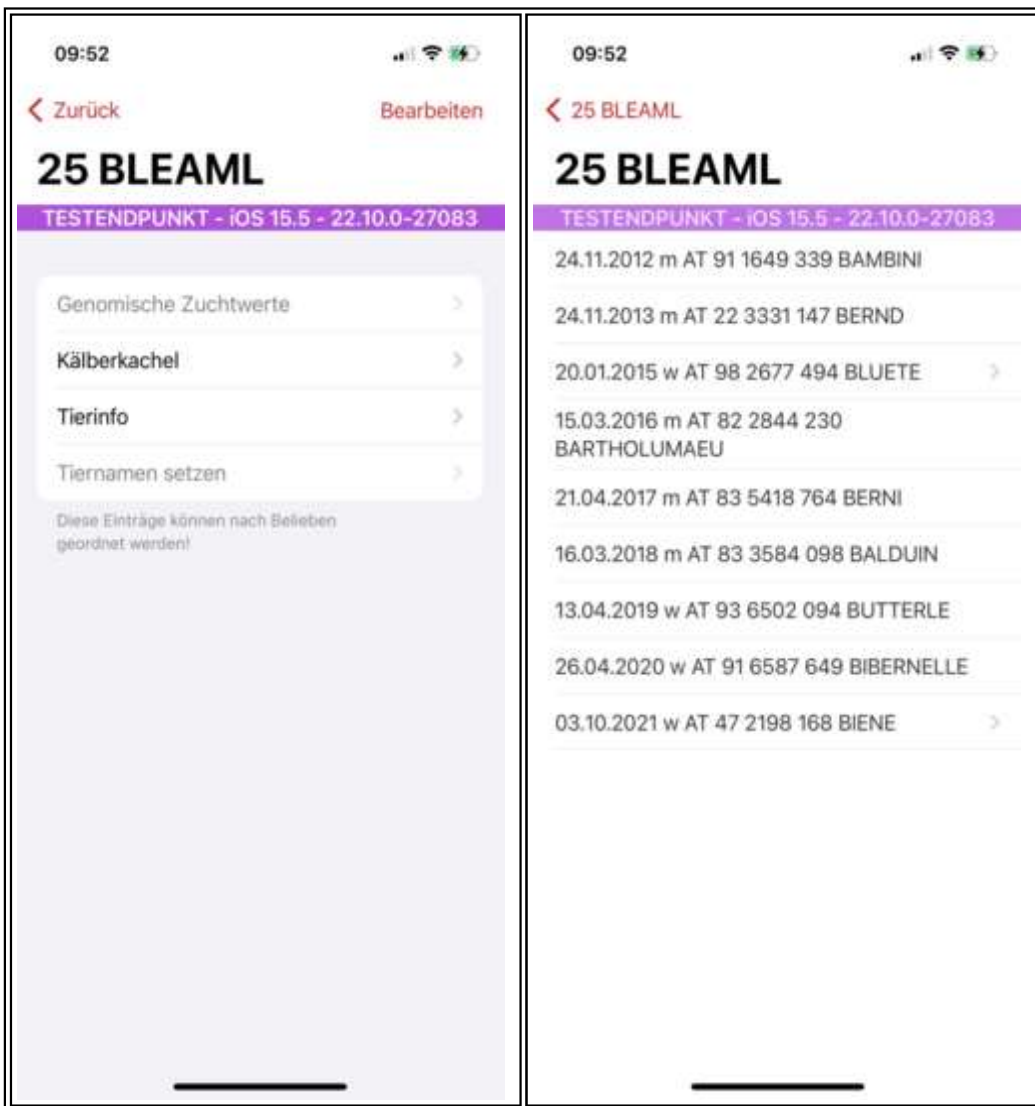 09:52
Zurück
Bearbeiten
25 BLEAML
TESTENDPUNKT - iOS 15.5 - 22.10.0-27083
Genomische Zuchtwerte
Kälberkachel
Tierinfo
Tiernamen setzen
Diese Einträge können nach Belieben
geordnet werden!
09:52
25 BLEAML
25 BLEAML
TESTENDPUNKT - iOS 15.5 - 22.10.0-27083
24.11.2012 m AT 91 1649 339 BAMBINI
24.11.2013 m AT 22 3331 147 BERND
20.01.2015 w AT 98 2677 494 BLUETE
15.03.2016 m AT 82 2844 230
BARTHOLUMAEU
21.04.2017 m AT 83 5418 764 BERNI
16.03.2018 m AT 83 3584 098 BALDUIN
13.04.2019 w AT 93 6502 094 BUTTERLE
26.04.2020 w AT 91 6587 649 BIBERNELLE
03.10.2021 w AT 47 2198 168 BIENE